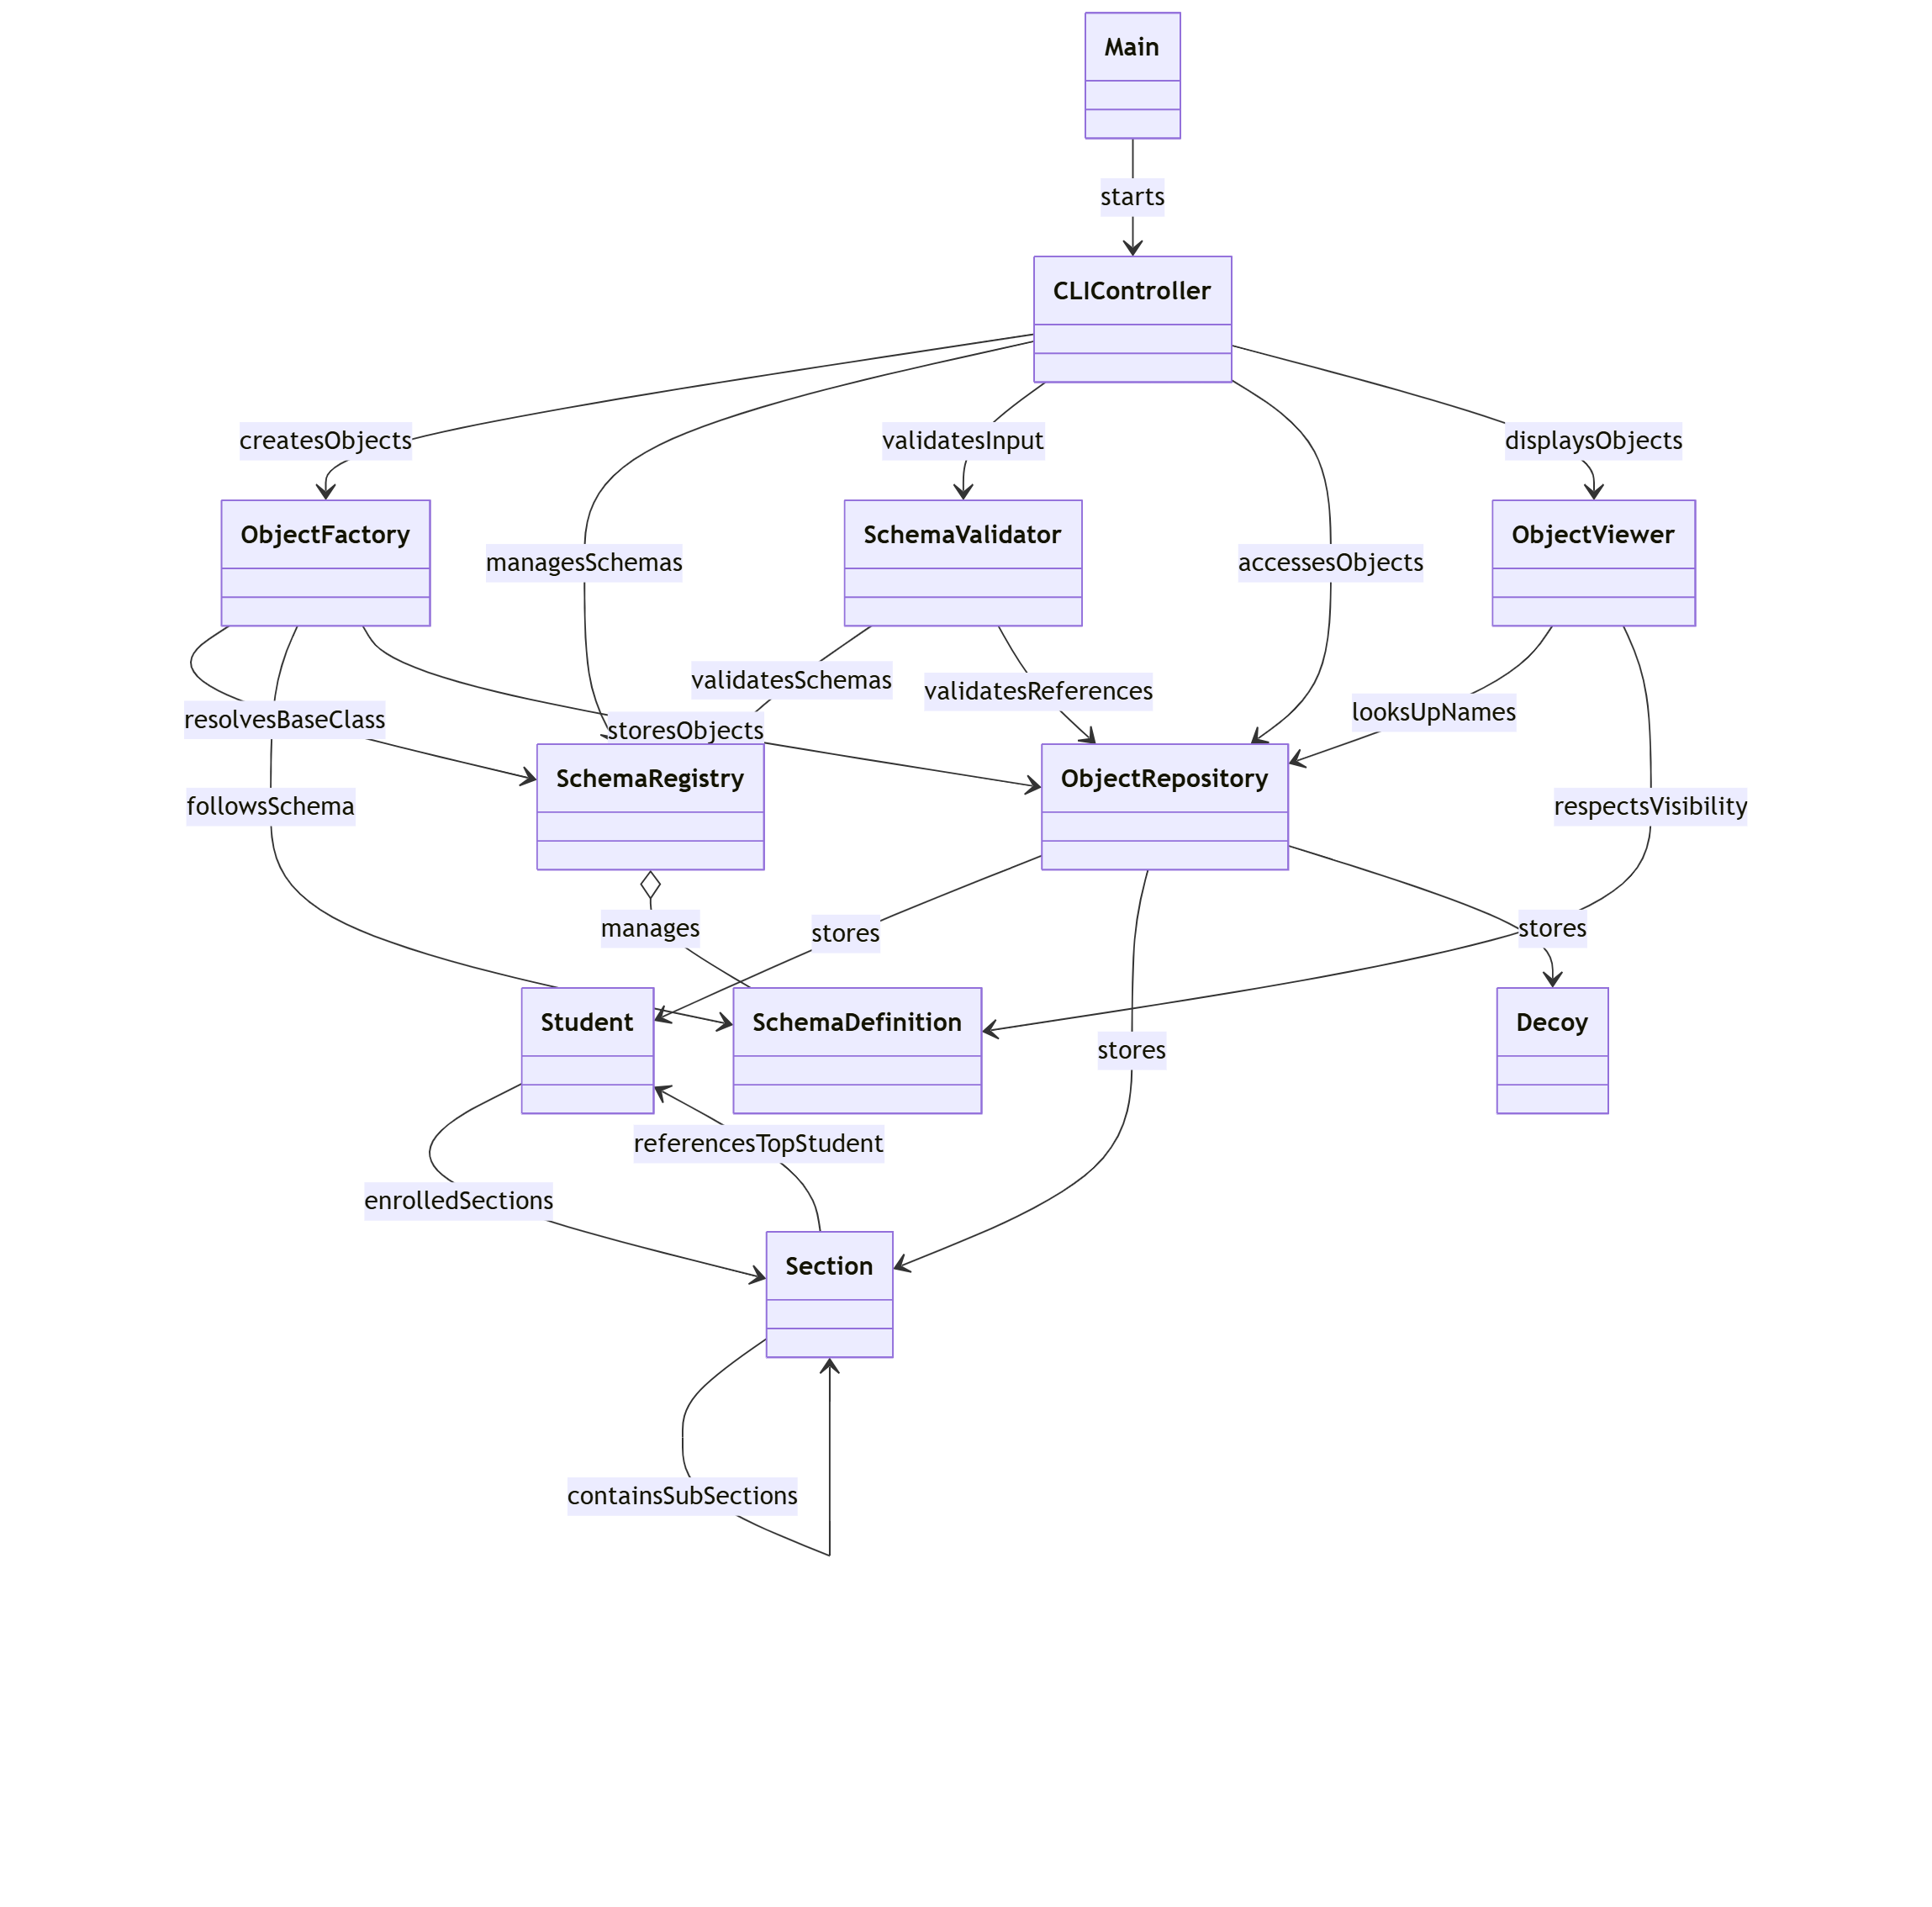 Main
starts
CLIController
createsObjects
validatesInput
displaysObjects
ObjectFactory
SchemaValidator
ObjectViewer
managesSchemas
accessesObjects
validatesSchemas
validatesReferences
looksUpNames
resolvesBaseClass
storesObjects
SchemaRegistry
ObjectRepository
followsSchema
respectsVisibility
manages
stores
stores
Student
SchemaDefinition
Decoy
stores
referencesTopStudent
enrolledSections
Section
containsSubSections